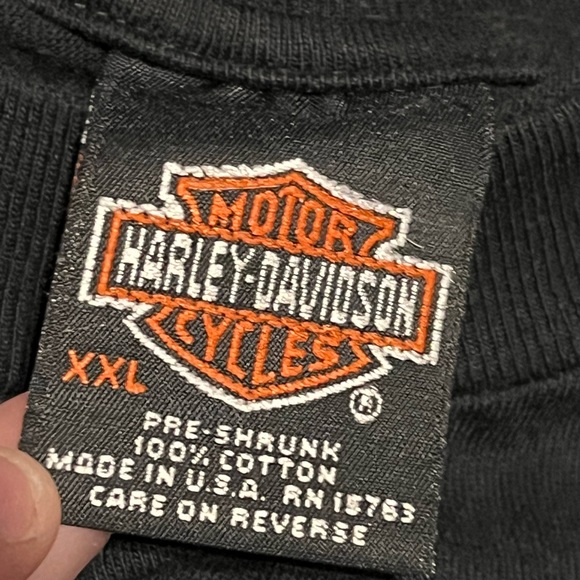 MOTOR
HARLEY-DAVIDSON
CYCLES
XXL
®
PRE-SHRUNK
100% COTTON
MADE IN U.S.A. RN 15763
CARE ON REVERSE